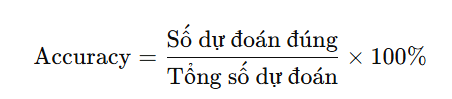 Accuracy = Số dự đoán đúng / Tổng số dự đoán × 100%